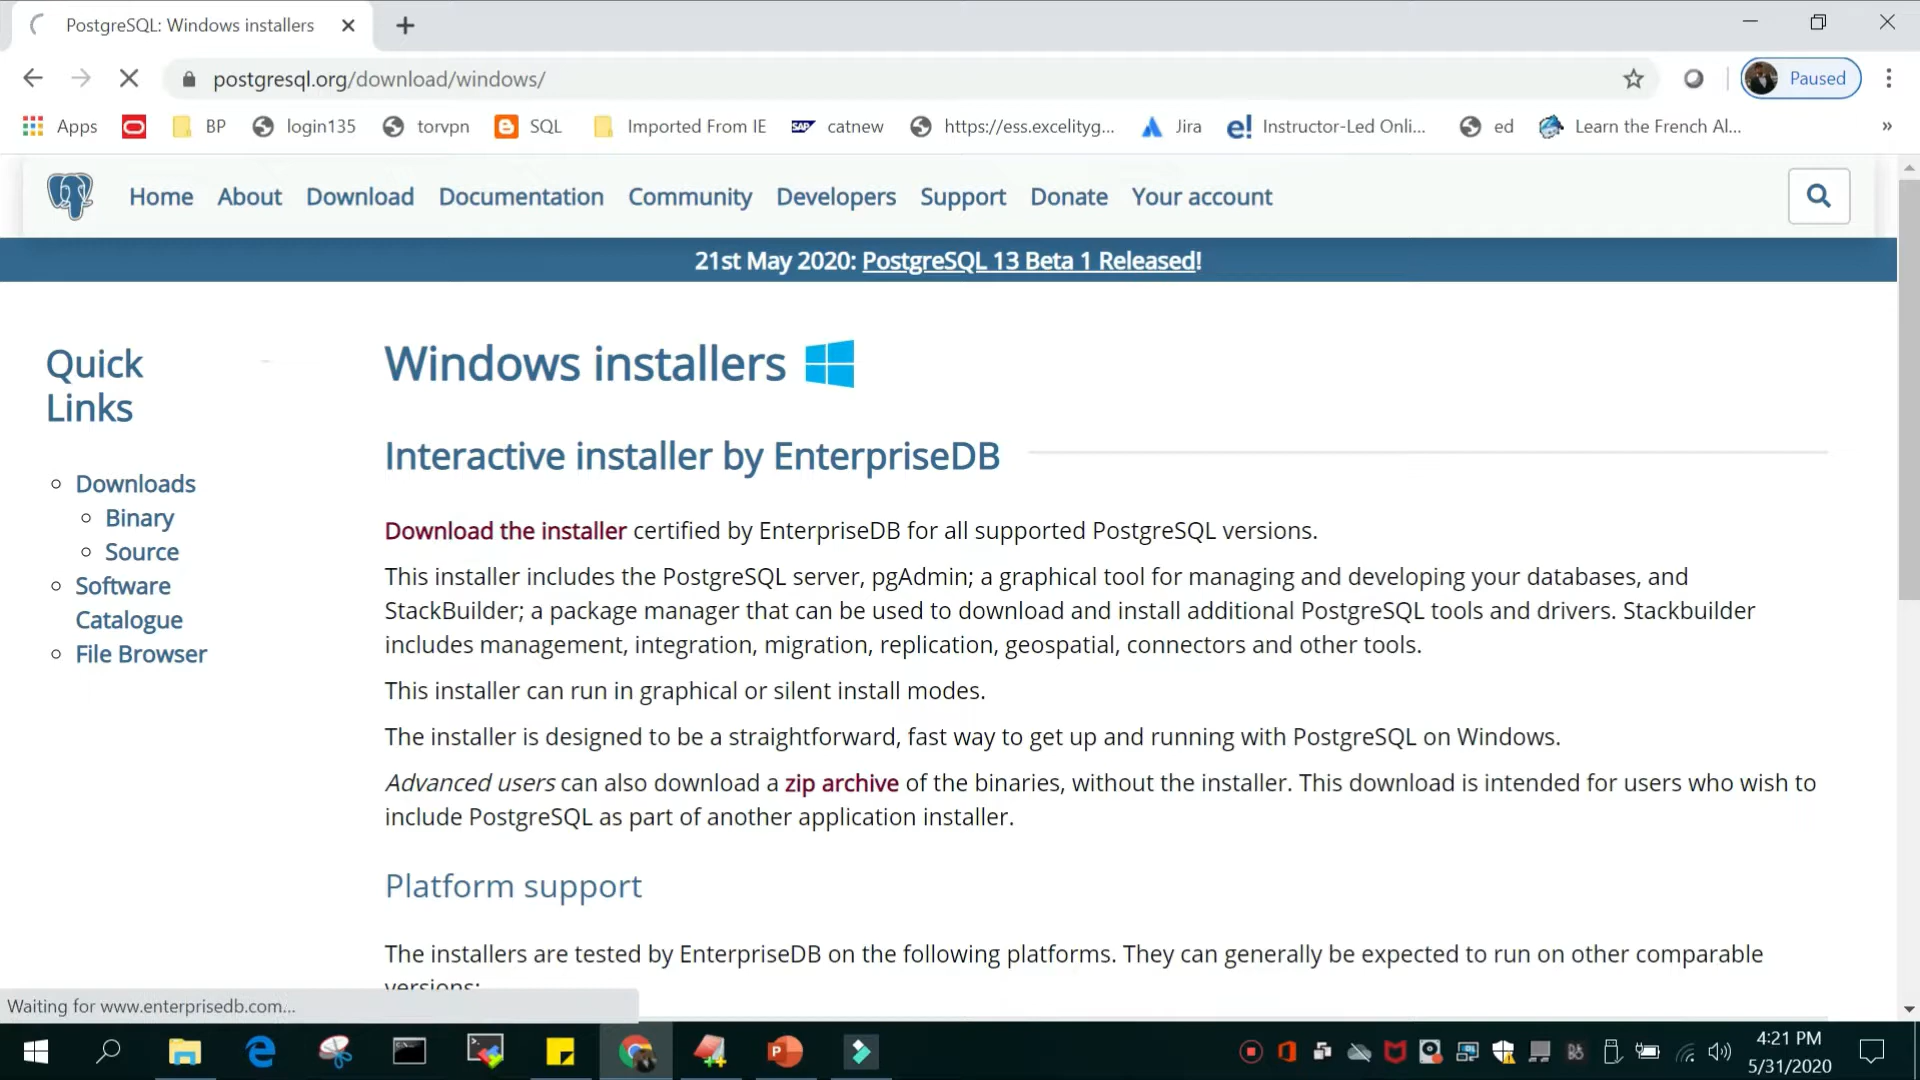 PostgreSQL: Windows installers
postgresql.org/download/windows/
Paused
Apps
BP
login135
torvpn
SQL
Imported From IE
SAP
catnew
https://ess.excelityg...
Jira
e!
Instructor-Led Onli...
ed
Learn the French Al...
»
Home About Download Documentation Community Developers Support Donate Your account
21st May 2020: PostgreSQL 13 Beta 1 Released!
Quick
Links
Downloads
Binary
Source
Software
Catalogue
File Browser
Windows installers
Interactive installer by EnterpriseDB
Download the installer certified by EnterpriseDB for all supported PostgreSQL versions.
This installer includes the PostgreSQL server, pgAdmin; a graphical tool for managing and developing your databases, and
StackBuilder; a package manager that can be used to download and install additional PostgreSQL tools and drivers. Stackbuilder
includes management, integration, migration, replication, geospatial, connectors and other tools.
This installer can run in graphical or silent install modes.
The installer is designed to be a straightforward, fast way to get up and running with PostgreSQL on Windows.
Advanced users can also download a zip archive of the binaries, without the installer. This download is intended for users who wish to
include PostgreSQL as part of another application installer.
Platform support
The installers are tested by EnterpriseDB on the following platforms. They can generally be expected to run on other comparable
versions:
Waiting for www.enterprisedb.com...
4:21 PM
5/31/2020